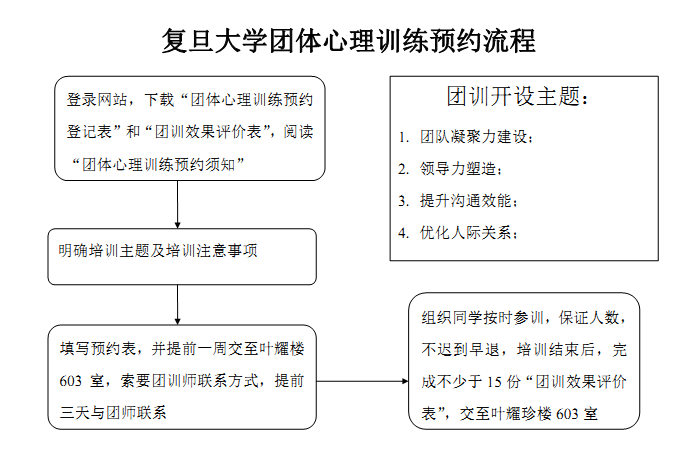 复旦大学团体心理训练预约流程
登录网站，下载“团体心理训练预约
登记表”和“团训效果评价表”，阅读
“团体心理训练预约须知”
明确培训主题及培训注意事项
填写预约表，并提前一周交至叶耀楼
603 室，索要团训师联系方式，提前
三天与团师联系
团训开设主题：
1. 团队凝聚力建设；
2. 领导力塑造；
3. 提升沟通效能；
4. 优化人际关系；
组织同学按时参训，保证人数，
不迟到早退，培训结束后，完
成不少于 15 份“团训效果评价
表”，交至叶耀珍楼 603 室